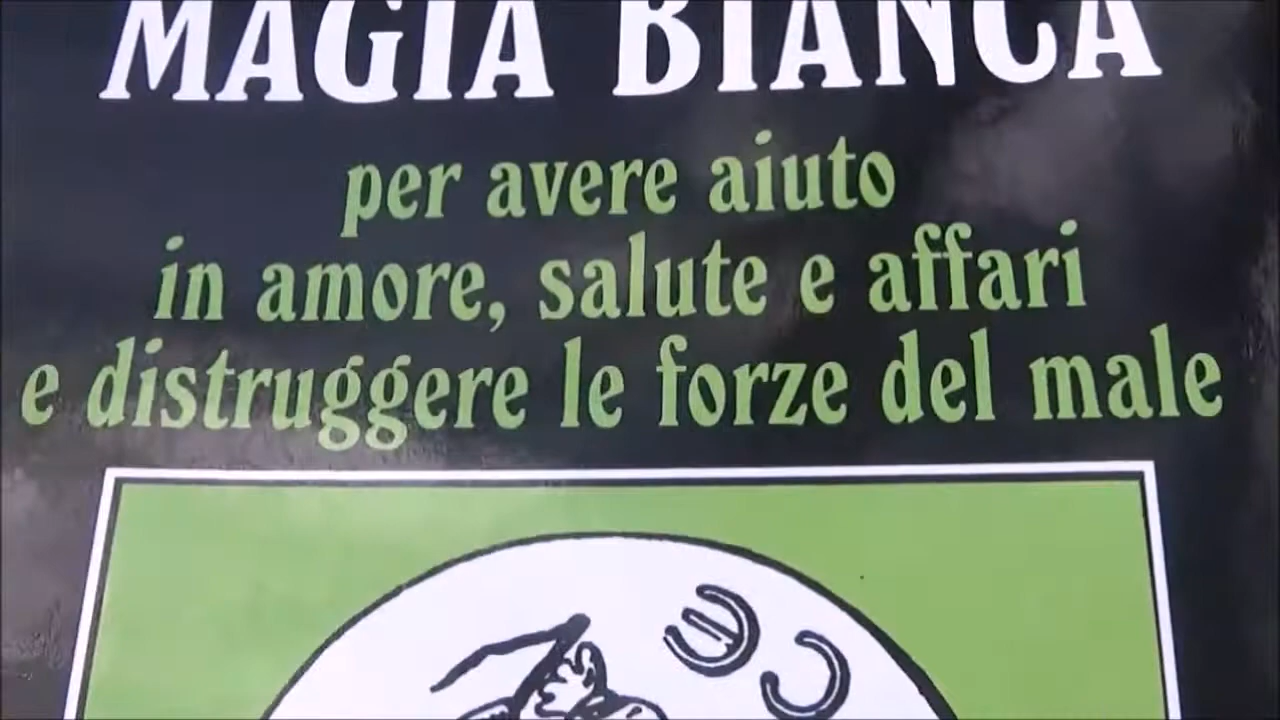 MAGIA BIANCA
per avere aiuto
in amore, salute e affari
e distruggere le forze del male